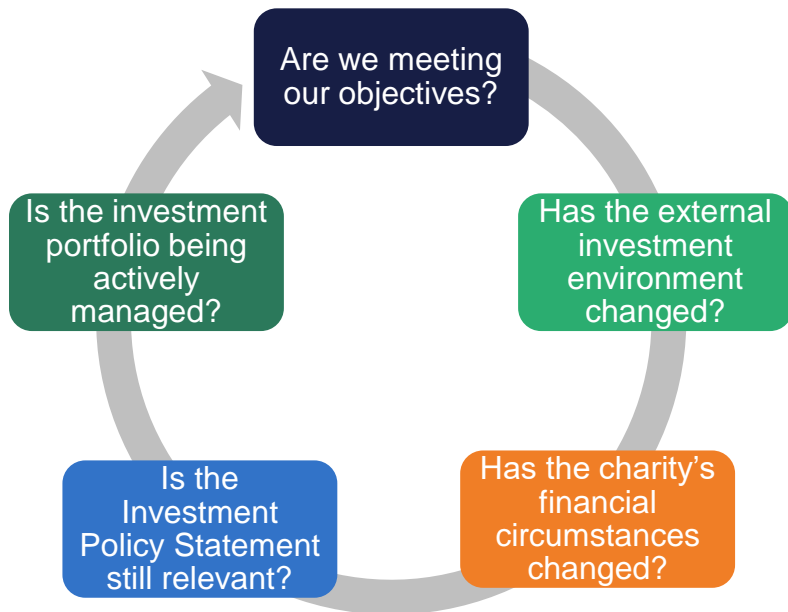 Are we meeting
our objectives?
Has the external
investment
environment
changed?
Has the charity’s
financial
circumstances
changed?
Is the
Investment
Policy Statement
still relevant?
Is the investment
portfolio being
actively
managed?